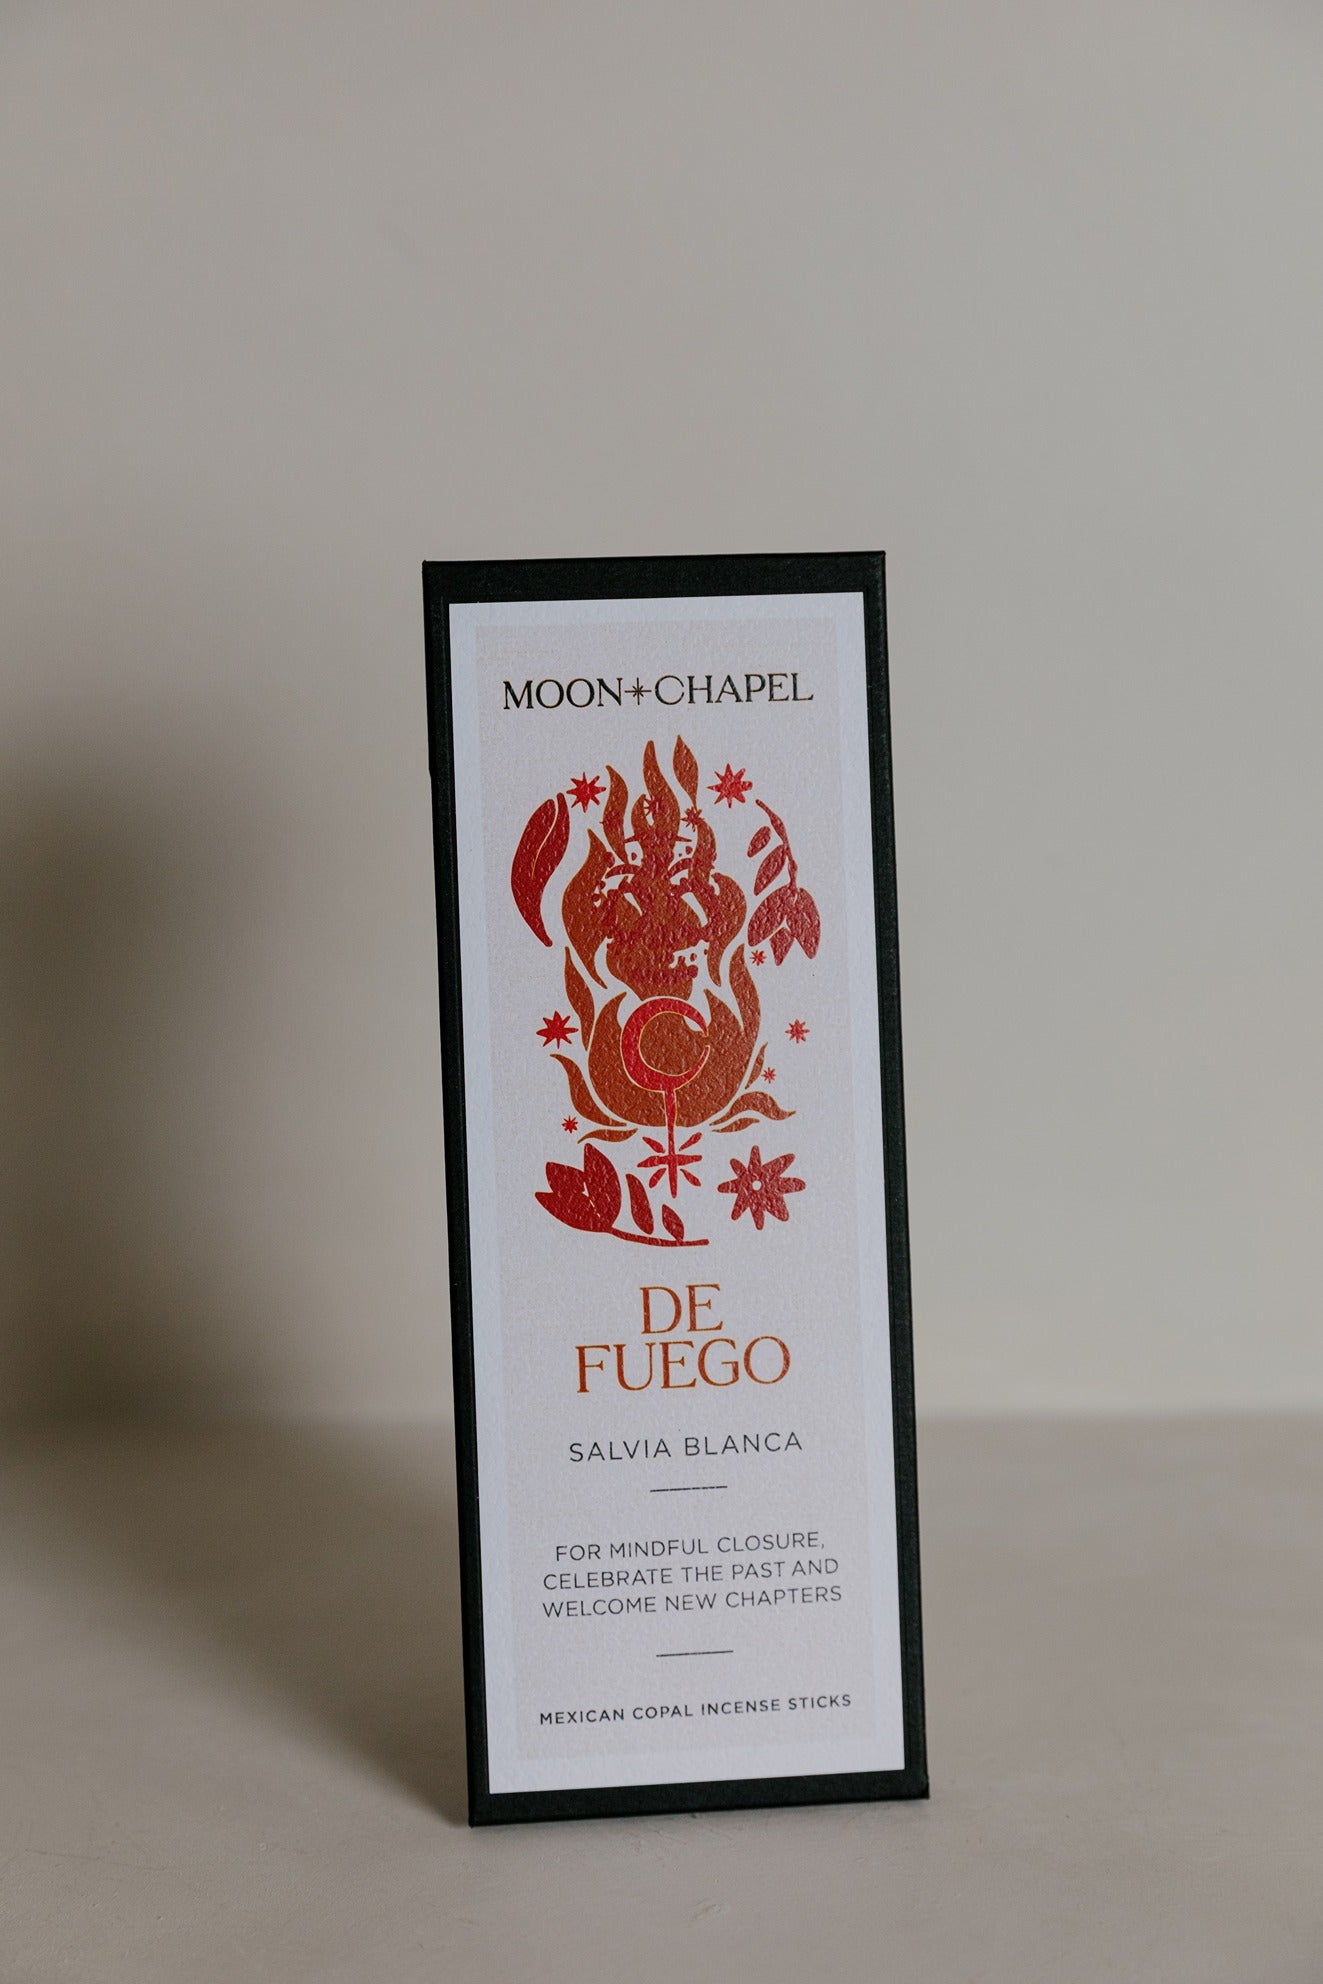 MOON CHAPEL
DE
FUEGO
SALVIA BLANCA
FOR MINDFUL CLOSURE,
CELEBRATE THE PAST AND
WELCOME NEW CHAPTERS
MEXICAN COPAL INCENSE STICKS